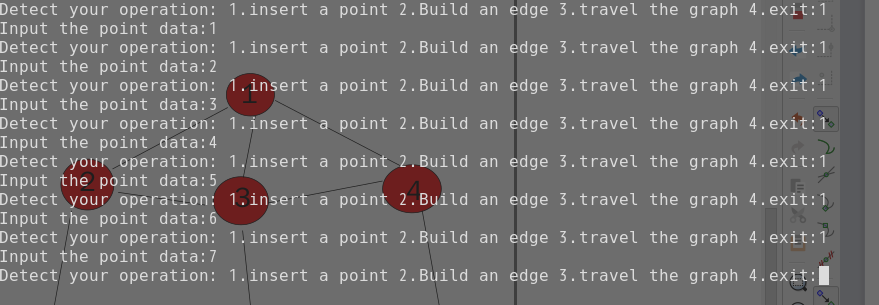 Detect your operation: 1.insert a point 2.Build an edge 3.travel the graph 4.exit:1
Input the point data:1
Detect your operation: 1.insert a point 2.Build an edge 3.travel the graph 4.exit:1
Input the point data:2
Detect your operation: 1.insert a point 2.Build an edge 3.travel the graph 4.exit:1
Input the point data:3
Detect your operation: 1.insert a point 2.Build an edge 3.travel the graph 4.exit:1
Input the point data:4
Detect your operation: 1.insert a point 2.Build an edge 3.travel the graph 4.exit:1
Input the point data:5
Detect your operation: 1.insert a point 2.Build an edge 3.travel the graph 4.exit:1
Input the point data:6
Detect your operation: 1.insert a point 2.Build an edge 3.travel the graph 4.exit:1
Input the point data:7
Detect your operation: 1.insert a point 2.Build an edge 3.travel the graph 4.exit:
1
2
3
4